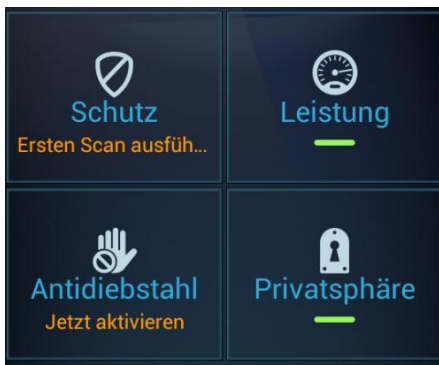 Schutz
Ersten Scan ausfüh...
Leistung
Antidiebstahl
Jetzt aktivieren
Privatsphäre